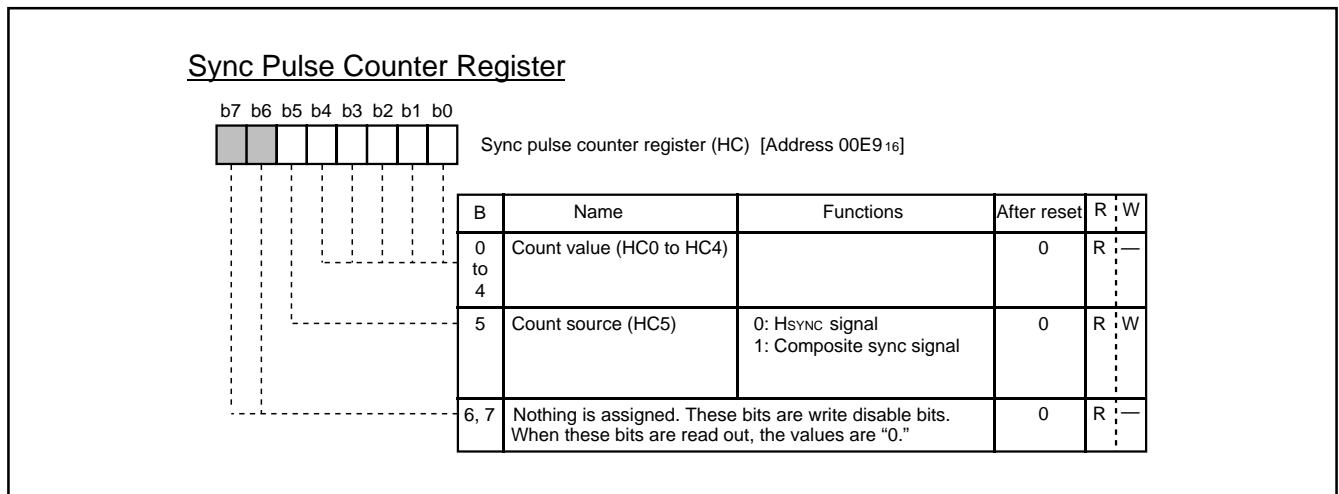 Sync Pulse Counter Register
b7 b6 b5 b4 b3 b2 b1 b0
Sync pulse counter register (HC) [Address 00E916]
B Name Functions After reset R W
0 to 4 Count value (HC0 to HC4) 0 R —
5 Count source (HC5) 0: HSYNC signal 0 R W
1: Composite sync signal
6, 7 Nothing is assigned. These bits are write disable bits. 0 R —
When these bits are read out, the values are “0.”